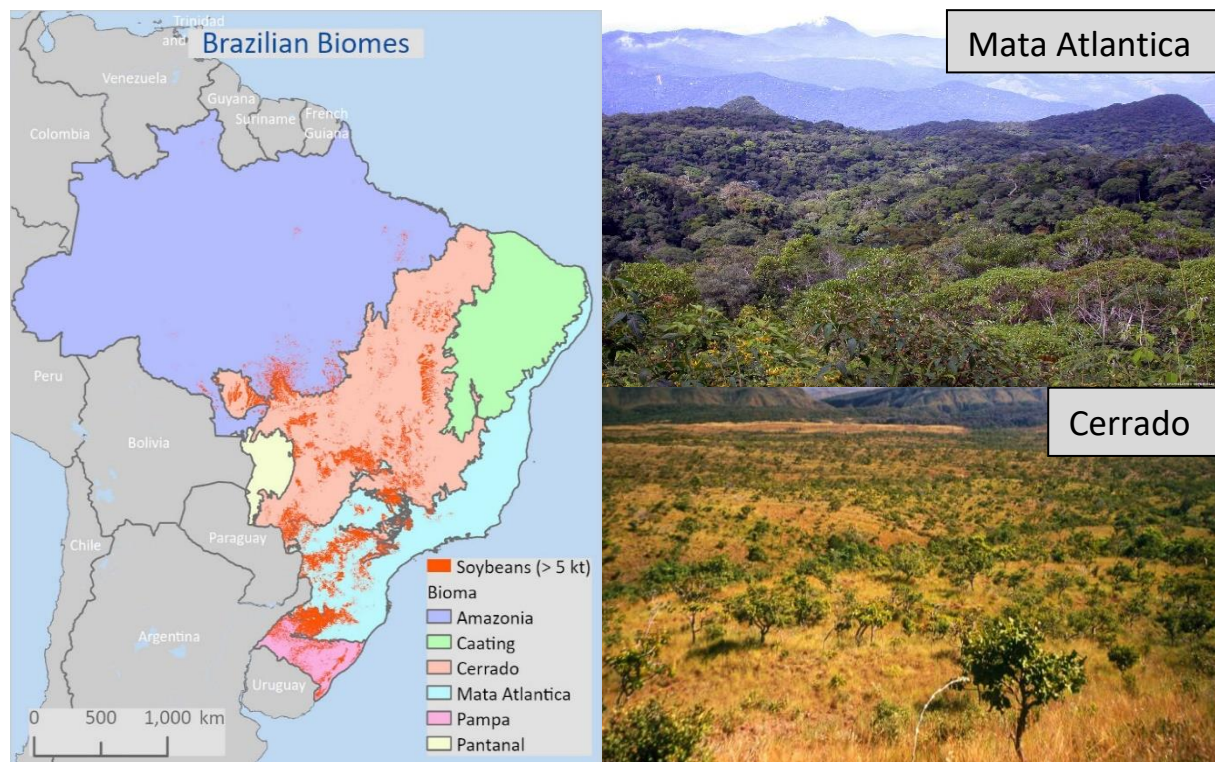 Trinidad
and
Brazilian Biomes
Venezuela
Guyana
Suriname
French
Guiana
Colombia
Peru
Bolivia
Paraguay
Chile
Argentina
Uruguay
Soybeans (> 5 kt)
Bioma
Amazonia
Caating
Cerrado
Mata Atlantica
Pampa
Pantanal
0 500 1,000 km
Mata Atlantica
Cerrado